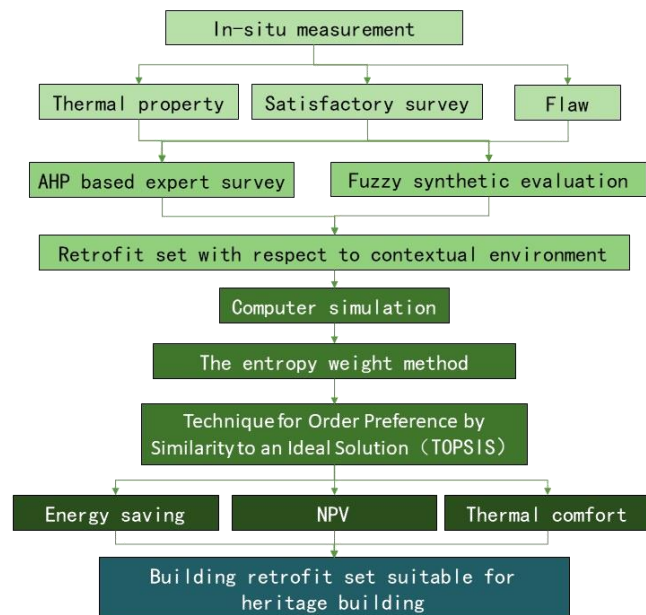 In-situ measurement
Thermal property
Satisfactory survey
Flaw
AHP based expert survey
Fuzzy synthetic evaluation
Retrofit set with respect to contextual environment
Computer simulation
The entropy weight method
Technique for Order Preference by
Similarity to an Ideal Solution（TOPSIS）
Energy saving
NPV
Thermal comfort
Building retrofit set suitable for
heritage building